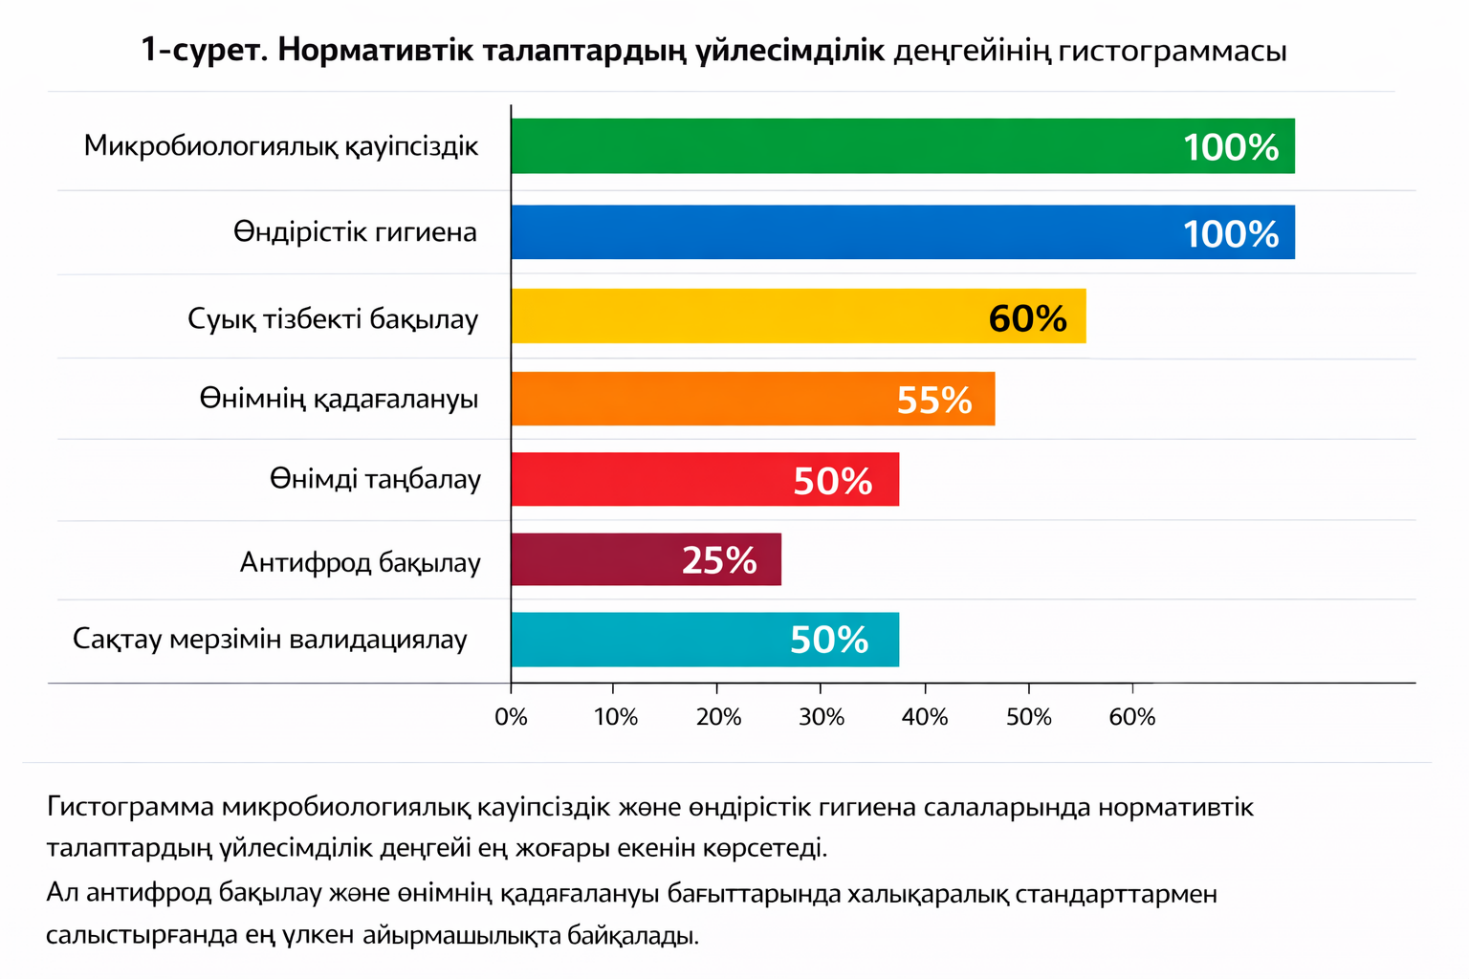 1-сурет. Нормативтік талаптардың үйлесімділік деңгейінің гистограммасы
Микробиологиялық қауіпсіздік
100%
Өндірістік гигиена
100%
Суық тізбекті бақылау
60%
Өнімнің қадағалануы
55%
Өнімді таңбалау
50%
Антифрод бақылау
25%
Сақтау мерзімін валидациялау
50%
0% 10% 20% 30% 40% 50% 60%
Гистограмма микробиологиялық кауіпсіздік және өндірістік гигиена салаларында нормативтік
талаптардың үйлесімділік деңгейі ең жоғары екенін көрсетеді.
Ал антифрод бақылау және өнімнің қадяғалануы бағыттарында халықаралық стандарттармен
салыстырғанда ең үлкен айырмашылықта байқалады.